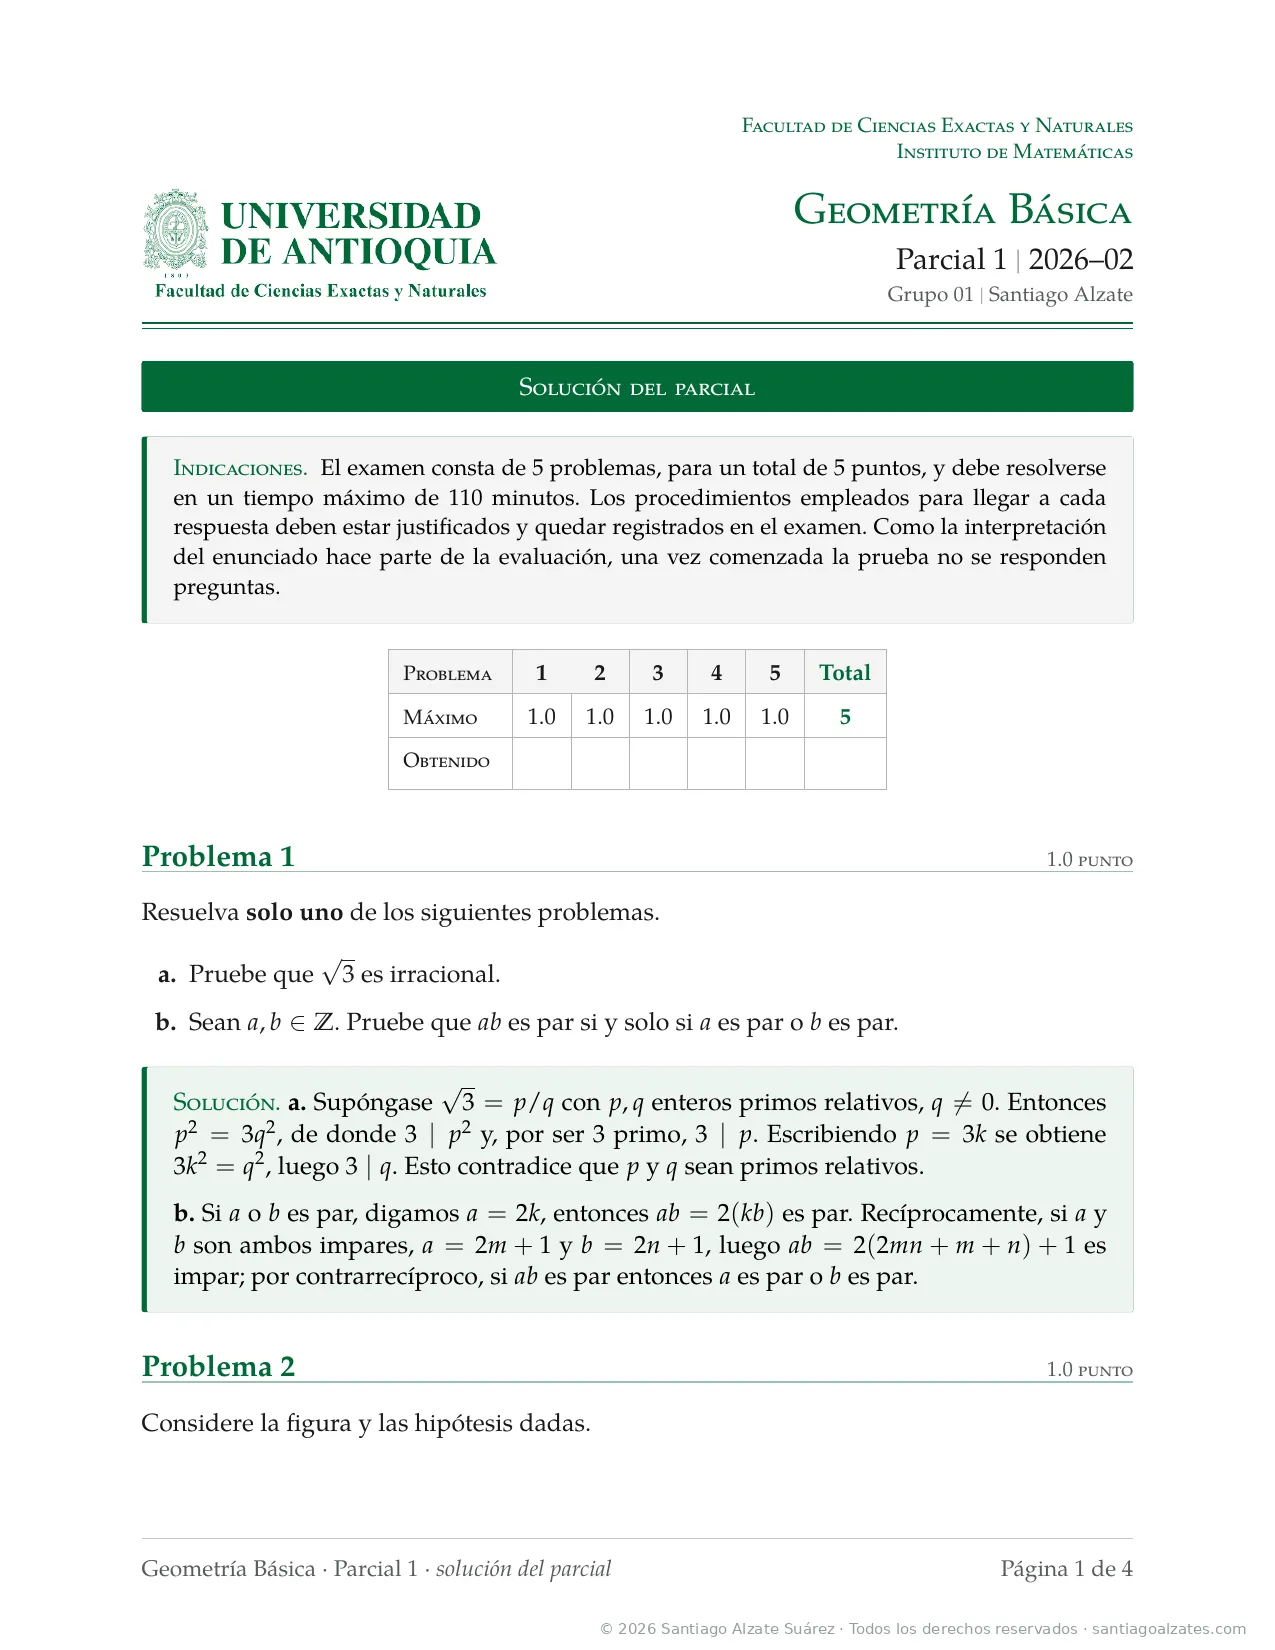 Facultad de Ciencias Exactas y Naturales
Instituto de Matemáticas
UNIVERSIDAD
DE ANTIOQUIA
1803
Facultad de Ciencias Exactas y Naturales
Geometría Básica
Parcial 1 | 2026–02
Grupo 01 | Santiago Alzate
Solución del parcial
Indicaciones. El examen consta de 5 problemas, para un total de 5 puntos, y debe resolverse
en un tiempo máximo de 110 minutos. Los procedimientos empleados para llegar a cada
respuesta deben estar justificados y quedar registrados en el examen. Como la interpretación
del enunciado hace parte de la evaluación, una vez comenzada la prueba no se responden
preguntas.
Problema 1 2 3 4 5 Total
Máximo 1.0 1.0 1.0 1.0 1.0 5
Obtenido
Problema 1 1.0 punto
Resuelva solo uno de los siguientes problemas.
a. Pruebe que √3 es irracional.
b. Sean a, b ∈ ℤ. Pruebe que ab es par si y solo si a es par o b es par.
Solución. a. Supóngase √3 = p/q con p, q enteros primos relativos, q ≠ 0. Entonces
p² = 3q², de donde 3 | p² y, por ser 3 primo, 3 | p. Escribiendo p = 3k se obtiene
3k² = q², luego 3 | q. Esto contradice que p y q sean primos relativos.
b. Si a o b es par, digamos a = 2k, entonces ab = 2(kb) es par. Recíprocamente, si a y
b son ambos impares, a = 2m + 1 y b = 2n + 1, luego ab = 2(2mn + m + n) + 1 es
impar; por contrarrecíproco, si ab es par entonces a es par o b es par.
Problema 2 1.0 punto
Considere la figura y las hipótesis dadas.
Geometría Básica · Parcial 1 · solución del parcial Página 1 de 4
© 2026 Santiago Alzate Suárez · Todos los derechos reservados · santiagoalzates.com